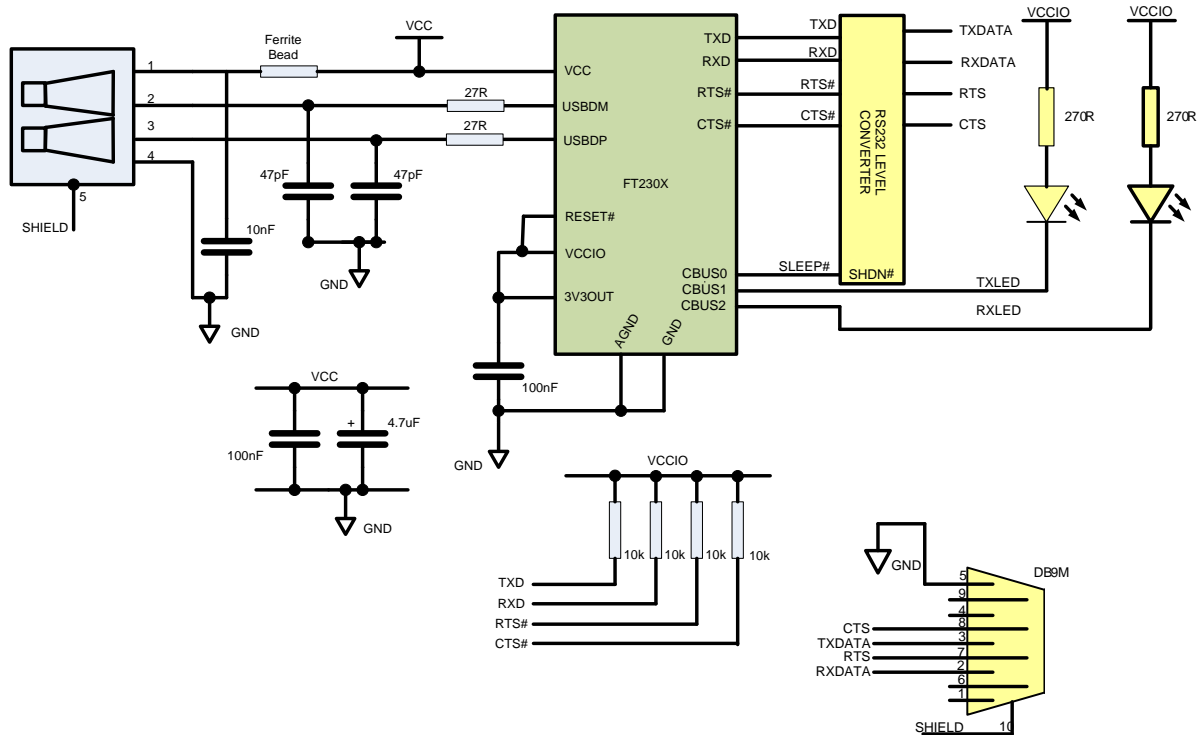 VCCIO
VCCIO
VCC
Ferrite
Bead
TXD
TXD
TXDATA
RXD
RXD
RXDATA
RTS#
RTS#
RTS
CTS#
CTS#
CTS
RS232 LEVEL
CONVERTER
270R
270R
1
VCC
2
27R
USBDM
3
27R
USBDP
4
5
SHIELD
47pF
47pF
10nF
GND
GND
FT230X
RESET#
VCCIO
3V3OUT
CBUS0
SLEEP#
SHDN#
CBUS1
TXLED
CBUS2
RXLED
AGND
GND
100nF
GND
VCC
100nF
+
4.7uF
GND
VCCIO
10k
10k
10k
10k
TXD
RXD
RTS#
CTS#
GND
DB9M
5
9
4
CTS
8
TXDATA
3
RTS
7
RXDATA
2
6
1
SHIELD
10